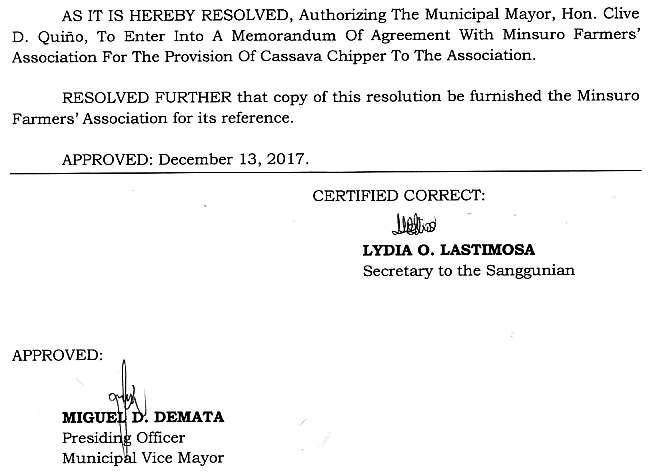 AS IT IS HEREBY RESOLVED, Authorizing The Municipal Mayor, Hon. Clive
D. Quiño, To Enter Into A Memorandum Of Agreement With Minsuro Farmers’
Association For The Provision Of Cassava Chipper To The Association.
RESOLVED FURTHER that copy of this resolution be furnished the Minsuro
Farmers’ Association for its reference.
APPROVED: December 13, 2017.
CERTIFIED CORRECT:
LYDIA O. LASTIMOSA
Secretary to the Sanggunian
APPROVED:
MIGUEL D. DEMATA
Presiding Officer
Municipal Vice Mayor